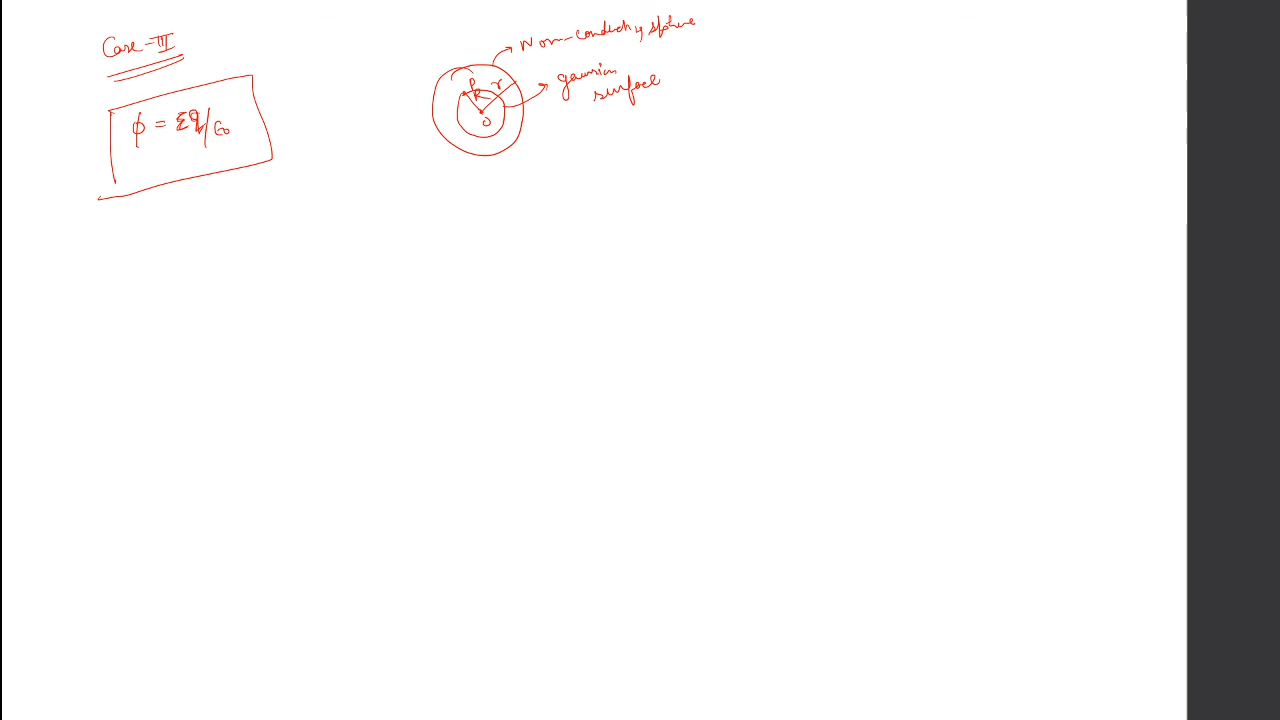 Case-III
φ = Σq/ε₀
Non-conducting sphere
gaussian
surface
P
R
r
O